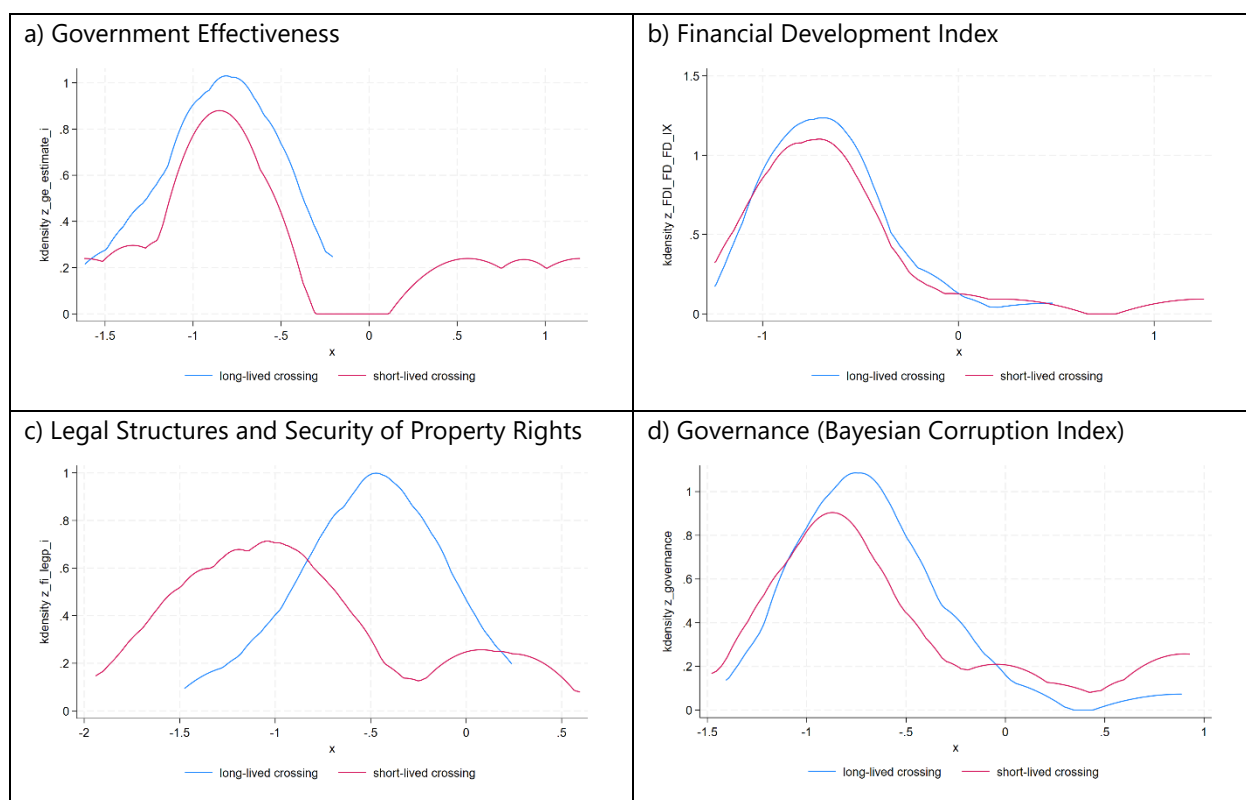 a) Government Effectiveness
kdensity z_ge_estimate_i
1
.8
.6
.4
.2
0
-1.5 -1 -.5 0 .5 1
x
long-lived crossing short-lived crossing
b) Financial Development Index
kdensity z_FDI_FD_FD_IX
1.5
1
.5
0
-1 0 1
x
long-lived crossing short-lived crossing
c) Legal Structures and Security of Property Rights
kdensity z_fi_legp_i
1
.8
.6
.4
.2
0
-2 -1.5 -1 -.5 0 .5
x
long-lived crossing short-lived crossing
d) Governance (Bayesian Corruption Index)
kdensity z_governance
1
.8
.6
.4
.2
0
-1.5 -1 -.5 0 .5 1
x
long-lived crossing short-lived crossing